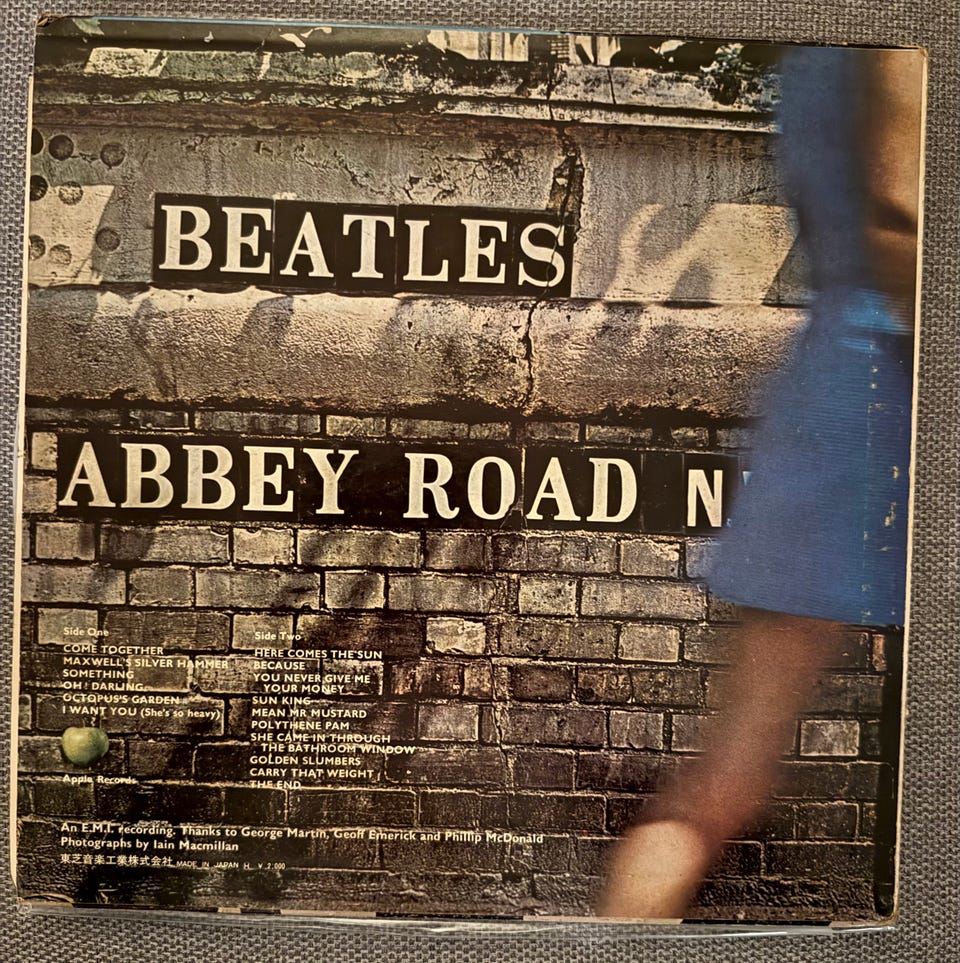 BEATLES
ABBEY ROAD N
Side One
COME TOGETHER
MAXWELL'S SILVER HAMMER
SOMETHING
OH! DARLING
OCTOPUS'S GARDEN
I WANT YOU (She's so heavy)
Apple Records
Side Two
HERE COMES THE SUN
BECAUSE
YOU NEVER GIVE ME
YOUR MONEY
SUN KING
MEAN MR MUSTARD
POLYTHENE PAM
SHE CAME IN THROUGH
THE BATHROOM WINDOW
GOLDEN SLUMBERS
CARRY THAT WEIGHT
THE END
An E.M.I. recording. Thanks to George Martin, Geoff Emerick and Phillip McDonald
Photographs by Iain Macmillan
東芝音楽工業株式会社 MADE IN JAPAN H ¥2,000